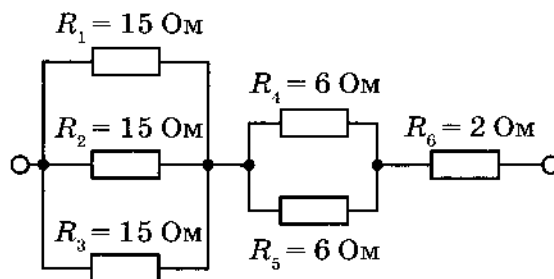 R₁ = 15 Ом
R₂ = 15 Ом
R₃ = 15 Ом
R₄ = 6 Ом
R₅ = 6 Ом
R₆ = 2 Ом